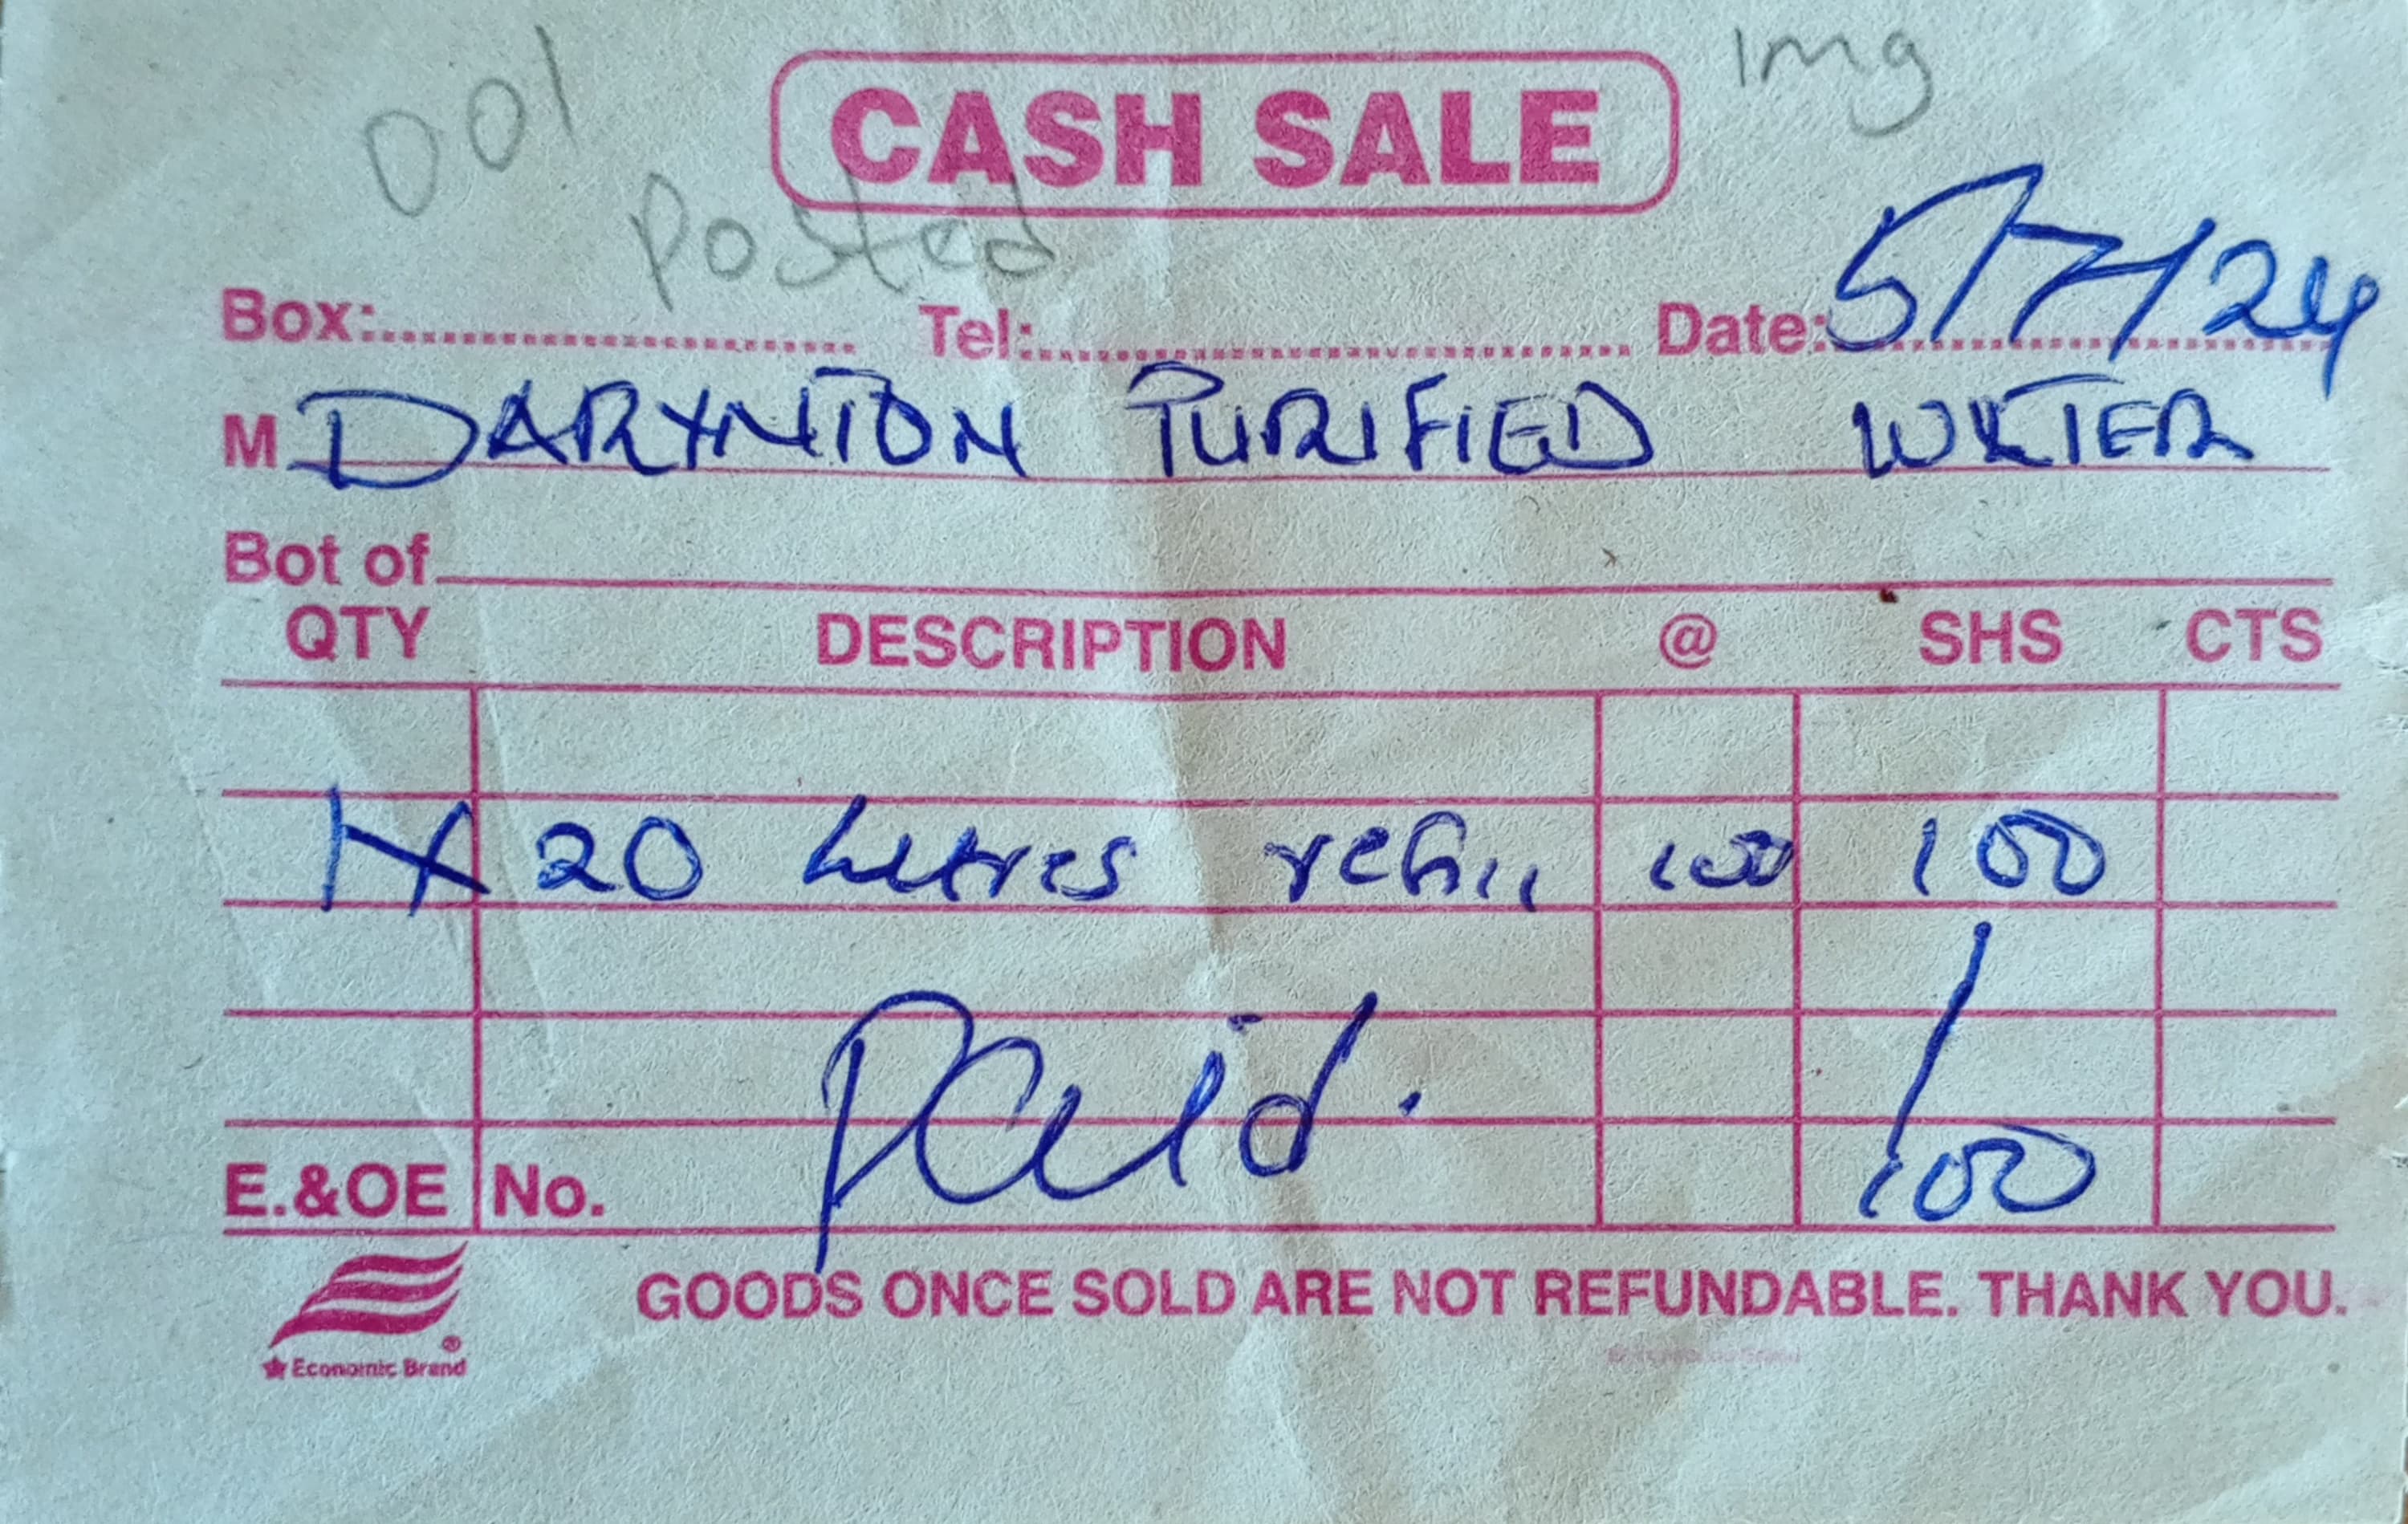 001
CASH SALE
Img
Posted
Box: Tel: Date: 5/7/24
M DARYNTON PURIFIED WATER
Bot of
QTY DESCRIPTION @ SHS CTS
1X 20 Litres refill 100 100
Paid.
E.&OE No. 100
GOODS ONCE SOLD ARE NOT REFUNDABLE. THANK YOU.
® Economic Brand